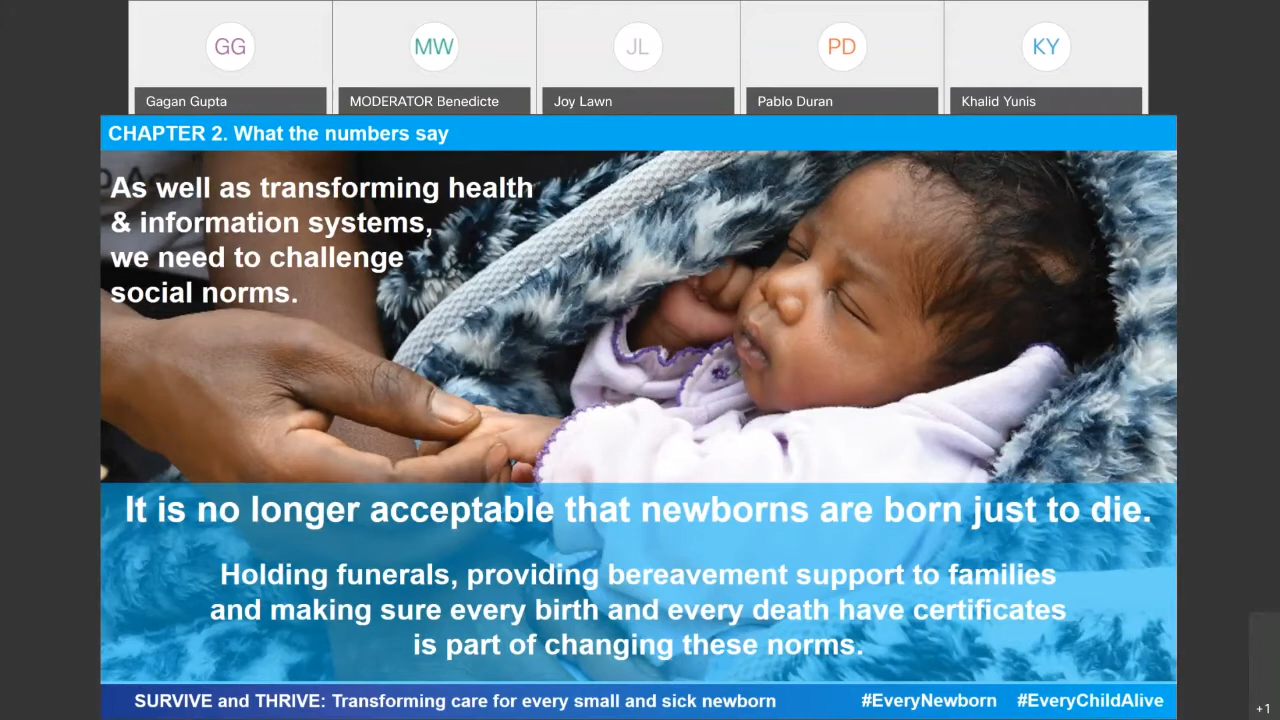 GG
MW
JL
PD
KY
Gagan Gupta
MODERATOR Benedicte
Joy Lawn
Pablo Duran
Khalid Yunis
CHAPTER 2. What the numbers say
As well as transforming health
& information systems,
we need to challenge
social norms.
It is no longer acceptable that newborns are born just to die.
Holding funerals, providing bereavement support to families
and making sure every birth and every death have certificates
is part of changing these norms.
SURVIVE and THRIVE: Transforming care for every small and sick newborn
#EveryNewborn #EveryChildAlive
+1